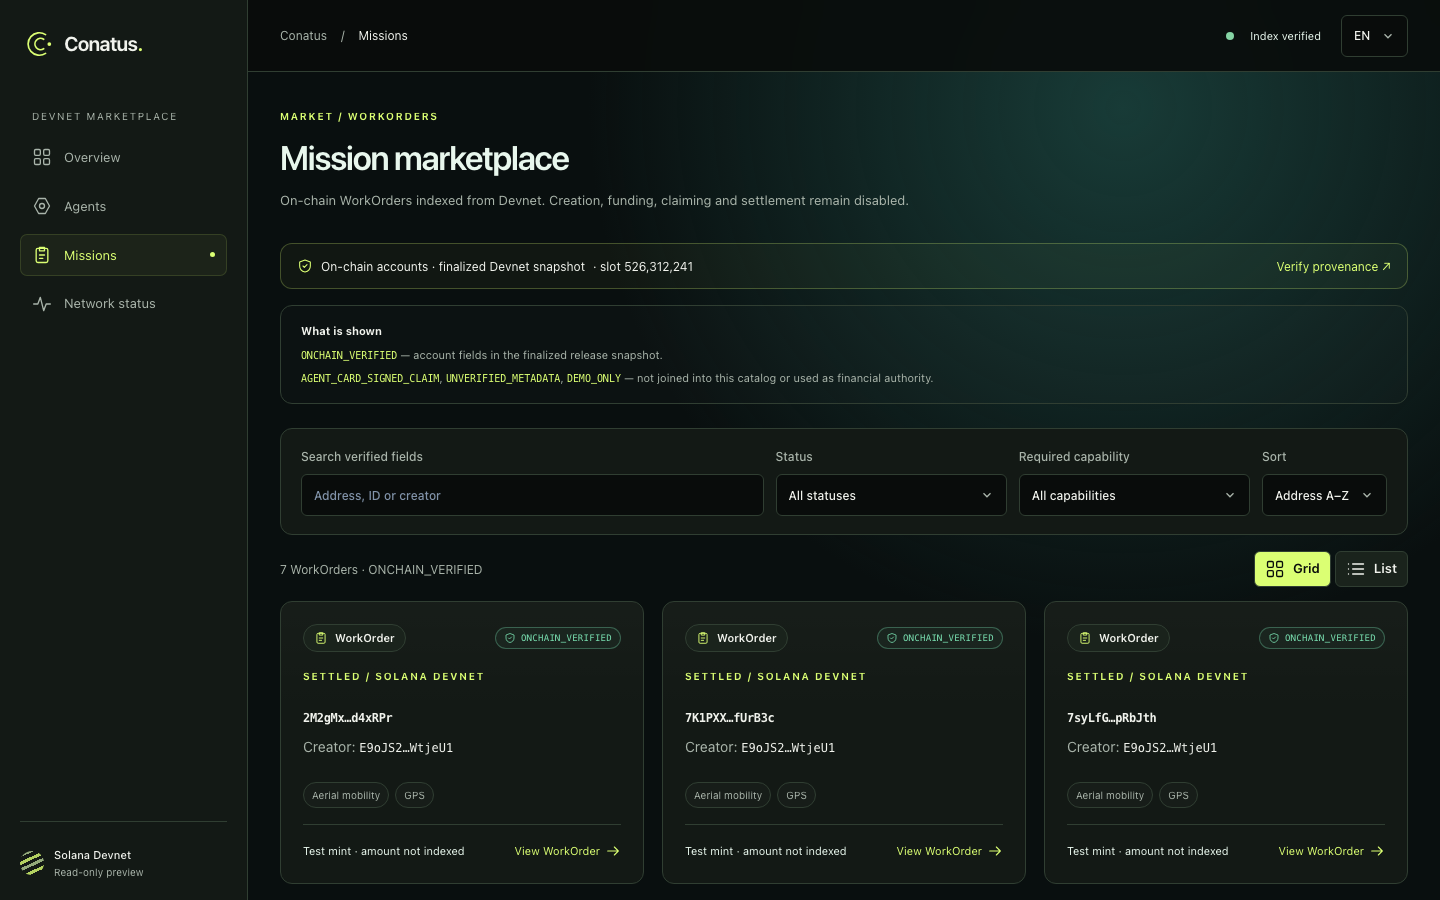 Conatus.
DEVNET MARKETPLACE
Overview
Agents
Missions
Network status
Solana Devnet
Read-only preview
Conatus / Missions
Index verified
EN
MARKET / WORKORDERS
Mission marketplace
On-chain WorkOrders indexed from Devnet. Creation, funding, claiming and settlement remain disabled.
On-chain accounts · finalized Devnet snapshot · slot 526,312,241
Verify provenance ↗
What is shown
ONCHAIN_VERIFIED — account fields in the finalized release snapshot.
AGENT_CARD_SIGNED_CLAIM, UNVERIFIED_METADATA, DEMO_ONLY — not joined into this catalog or used as financial authority.
Search verified fields
Address, ID or creator
Status
All statuses
Required capability
All capabilities
Sort
Address A–Z
7 WorkOrders · ONCHAIN_VERIFIED
Grid
List
WorkOrder
ONCHAIN_VERIFIED
SETTLED / SOLANA DEVNET
2M2gMx…d4xRPr
Creator: E9oJS2…WtjeU1
Aerial mobility
GPS
Test mint · amount not indexed
View WorkOrder →
WorkOrder
ONCHAIN_VERIFIED
SETTLED / SOLANA DEVNET
7K1PXX…fUrB3c
Creator: E9oJS2…WtjeU1
Aerial mobility
GPS
Test mint · amount not indexed
View WorkOrder →
WorkOrder
ONCHAIN_VERIFIED
SETTLED / SOLANA DEVNET
7syLfG…pRbJth
Creator: E9oJS2…WtjeU1
Aerial mobility
GPS
Test mint · amount not indexed
View WorkOrder →